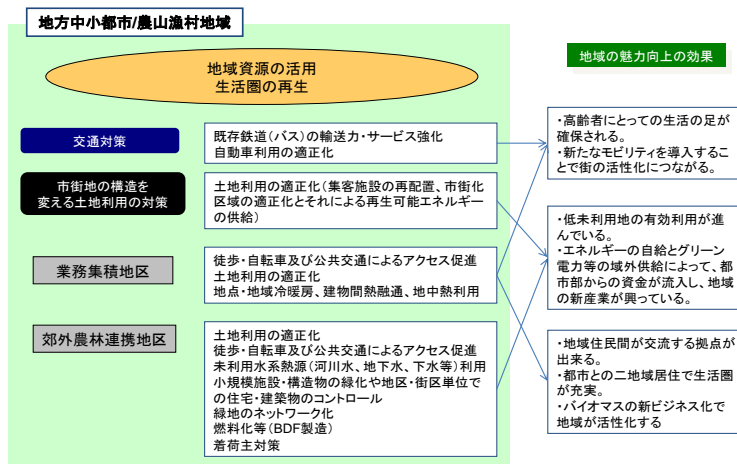 地方中小都市/農山漁村地域
地域資源の活用
生活圏の再生
地域の魅力向上の効果
交通対策
既存鉄道(バス)の輸送力・サービス強化
自動車利用の適正化
・高齢者にとっての生活の足が
確保される。
・新たなモビリティを導入するこ
とで街の活性化につながる。
市街地の構造を
変える土地利用の対策
土地利用の適正化(集客施設の再配置、市街化
区域の適正化とそれによる再生可能エネルギー
の供給)
・低未利用地の有効利用が進
んでいる。
・エネルギーの自給とグリーン
電力等の域外供給によって、都
市部からの資金が流入し、地域
の新産業が興っている。
業務集積地区
徒歩・自転車及び公共交通によるアクセス促進
土地利用の適正化
地点・地域冷暖房、建物間熱融通、地中熱利用
郊外農林連携地区
土地利用の適正化
徒歩・自転車及び公共交通によるアクセス促進
未利用水系熱源(河川水、地下水、下水等)利用
小規模施設・構造物の緑化や地区・街区単位で
の住宅・建築物のコントロール
緑地のネットワーク化
燃料化等(BDF製造)
着荷主対策
・地域住民間が交流する拠点が
出来る。
・都市との二地域居住で生活圏
が充実。
・バイオマスの新ビジネス化で
地域が活性化する